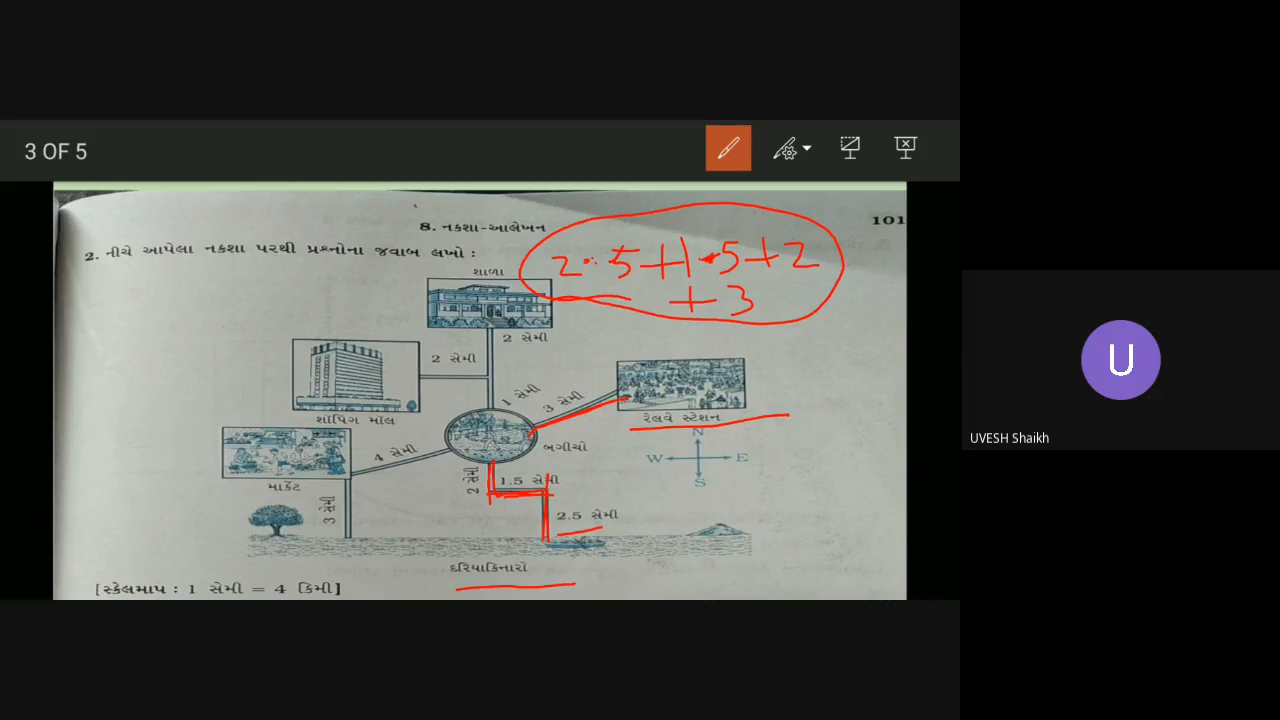 3 OF 5
101
8. નકશા-આલેખન
2. નીચે આપેલા નકશા પરથી પ્રશ્નોના જવાબ લખો :
2.5+1.5+2
+3
શાળા
2 સેમી
2 સેમી
1 સેમી
3 સેમી
શૉપિંગ મૉલ
રેલવે સ્ટેશન
બગીચો
4 સેમી
માર્કેટ
N
W
E
S
2 સેમી
1.5 સેમી
3 સેમી
2.5 સેમી
દરિયાકિનારો
[સ્કેલમાપ : 1 સેમી = 4 કિમી]
U
UVESH Shaikh